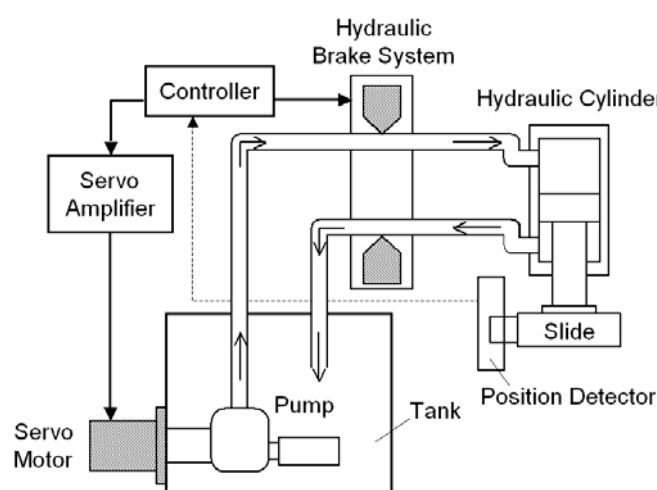 Hydraulic
Brake System
Controller
Hydraulic Cylinder
Servo
Amplifier
Slide
Pump
Tank
Position Detector
Servo
Motor